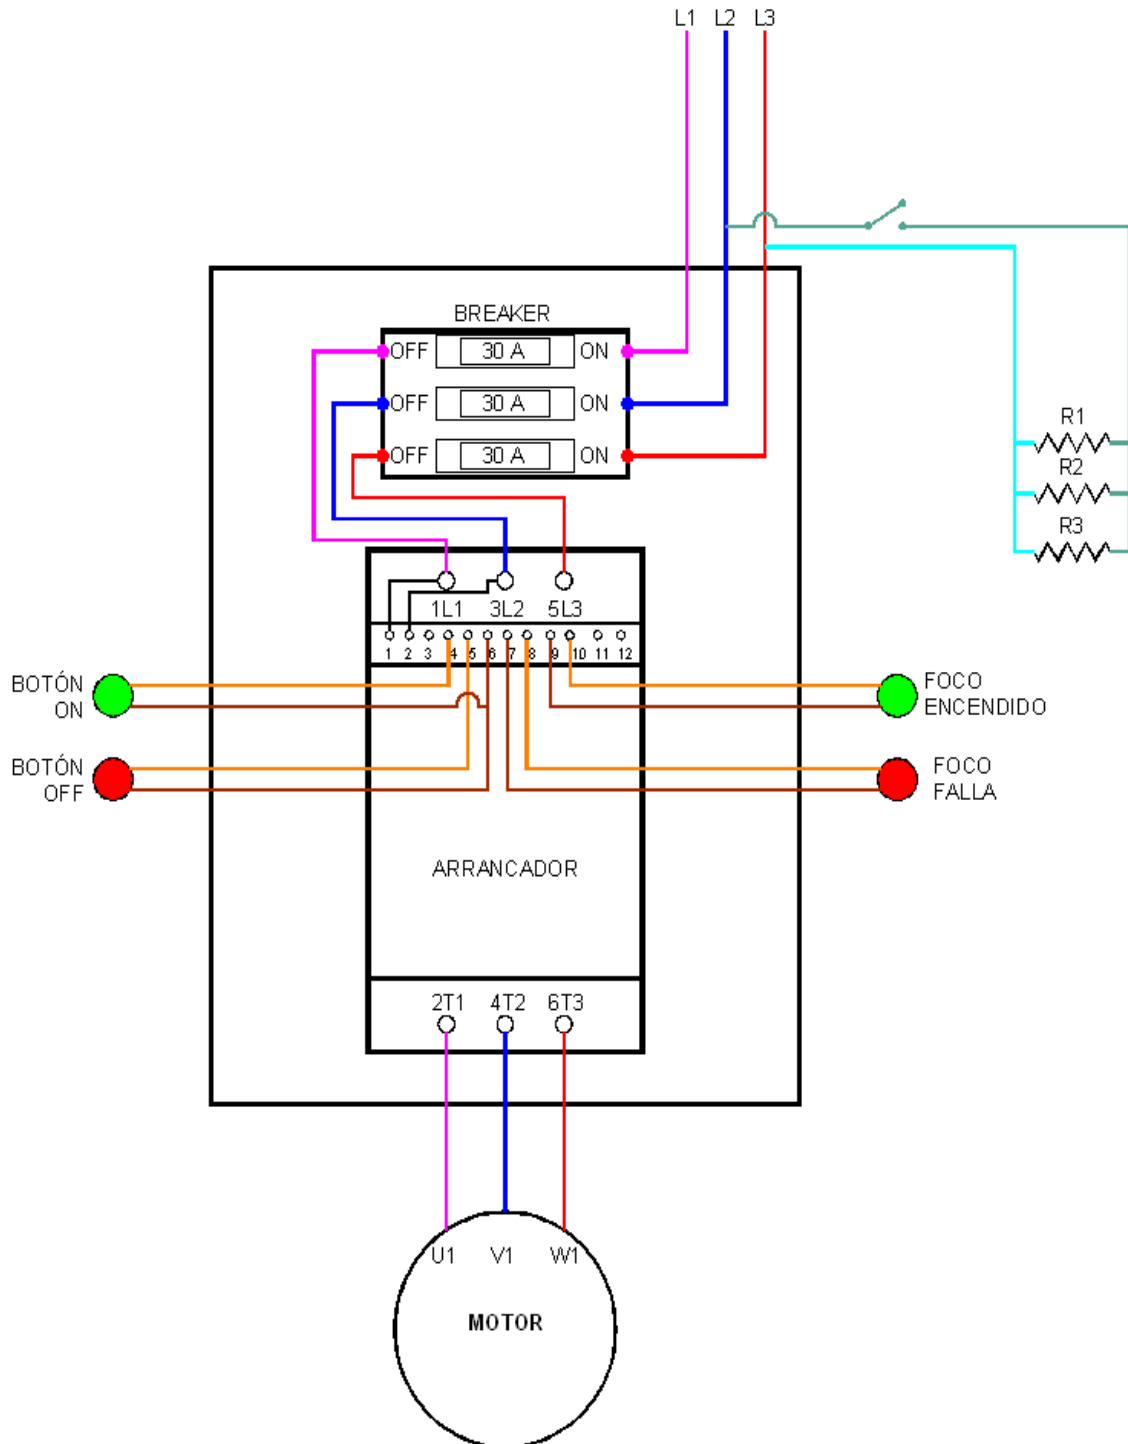 L1 L2 L3
BREAKER
OFF 30 A ON
OFF 30 A ON
OFF 30 A ON
R1
R2
R3
1L1 3L2 5L3
1 2 3 4 5 6 7 8 9 10 11 12
BOTÓN
ON
FOCO
ENCENDIDO
BOTÓN
OFF
FOCO
FALLA
ARRANCADOR
2T1 4T2 6T3
U1 V1 W1
MOTOR